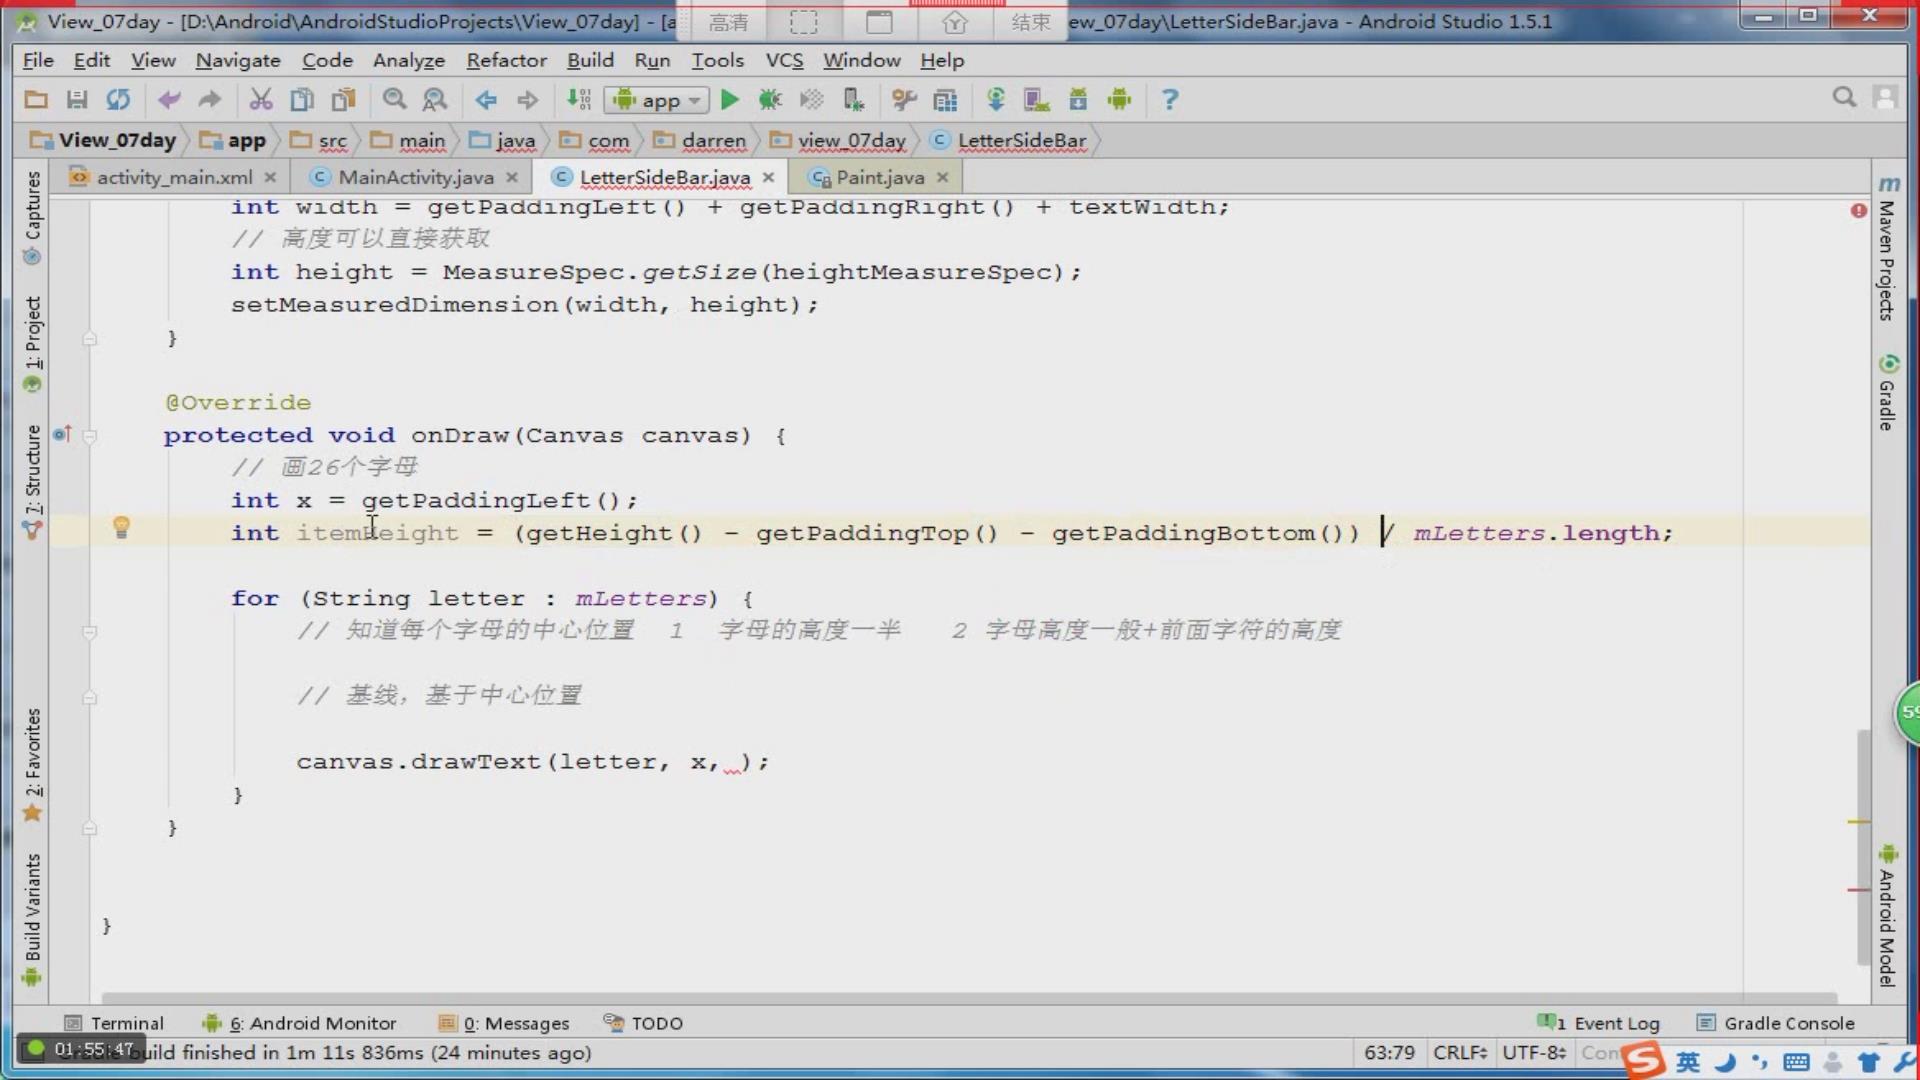 View_07day - [D:\Android\AndroidStudioProjects\View_07day] - [a
高清
结束
ew_07day\LetterSideBar.java - Android Studio 1.5.1
File Edit View Navigate Code Analyze Refactor Build Run Tools VCS Window Help
app
View_07day app src main java com darren view_07day LetterSideBar
activity_main.xml MainActivity.java LetterSideBar.java Paint.java
int width = getPaddingLeft() + getPaddingRight() + textWidth;
// 高度可以直接获取
int height = MeasureSpec.getSize(heightMeasureSpec);
setMeasuredDimension(width, height);
}
@Override
protected void onDraw(Canvas canvas) {
// 画26个字母
int x = getPaddingLeft();
int itemHeight = (getHeight() - getPaddingTop() - getPaddingBottom()) / mLetters.length;
for (String letter : mLetters) {
// 知道每个字母的中心位置 1 字母的高度一半 2 字母高度一般+前面字符的高度
// 基线，基于中心位置
canvas.drawText(letter, x, );
}
}
}
Captures
1: Project
7: Structure
2: Favorites
Build Variants
Maven Projects
Gradle
Android Model
59
Terminal 6: Android Monitor 0: Messages TODO 1 Event Log Gradle Console
01:55:47
build finished in 1m 11s 836ms (24 minutes ago)
63:79 CRLF UTF-8 Con
英